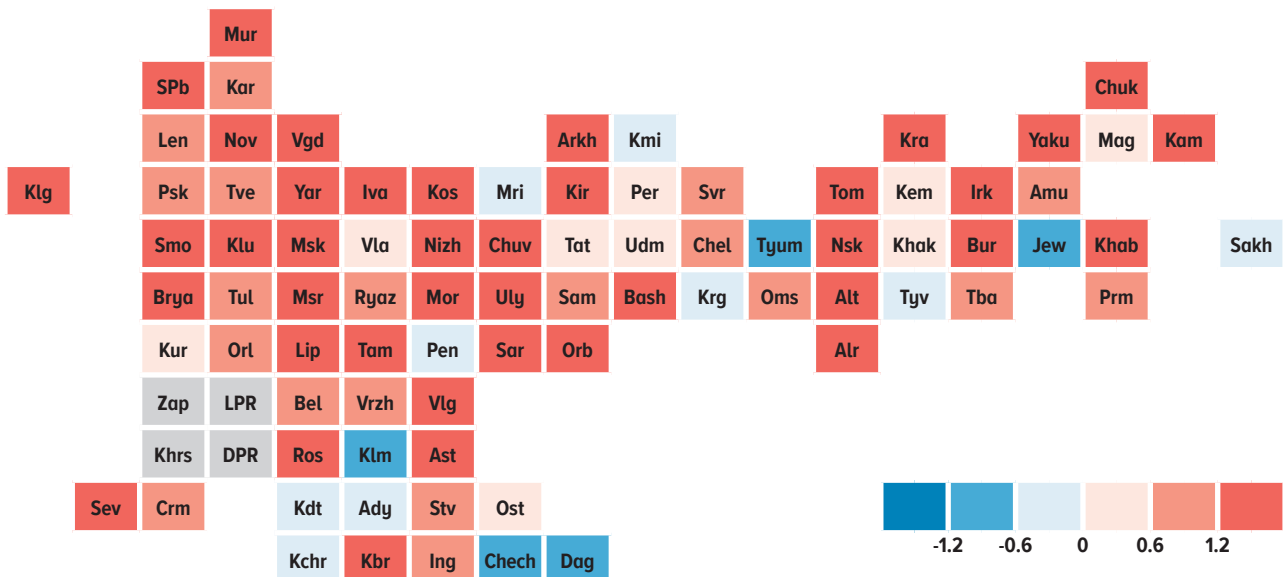 Mur
SPb Kar Chuk
Len Nov Vgd Arkh Kmi Kra Yaku Mag Kam
Klg Psk Tve Yar Iva Kos Mri Kir Per Svr Tom Kem Irk Amu
Smo Klu Msk Vla Nizh Chuv Tat Udm Chel Tyum Nsk Khak Bur Jew Khab Sakh
Brya Tul Msr Ryaz Mor Uly Sam Bash Krg Oms Alt Tyv Tba Prm
Kur Orl Lip Tam Pen Sar Orb Alr
Zap LPR Bel Vrzh Vlg
Khrs DPR Ros Klm Ast
Sev Crm Kdt Ady Stv Ost
-1.2 -0.6 0 0.6 1.2
Kchr Kbr Ing Chech Dag